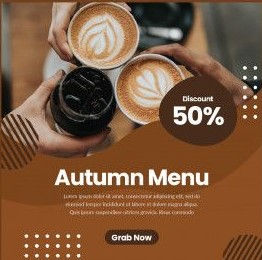 Discount
50%
Autumn Menu
Lorem ipsum dolor sit amet, consectetur adipiscing elit, sed do
eiusmod tempor incididunt ut labore et dolore magna aliqua.
Quis ipsum suspendisse ultrices gravida. Risus commodo
Grab Now